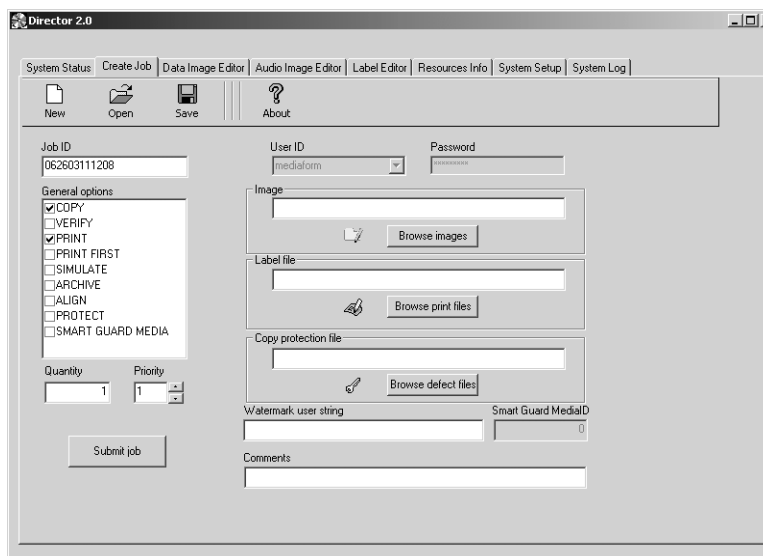 Director 2.0
System Status Create Job Data Image Editor Audio Image Editor Label Editor Resources Info System Setup System Log
New Open Save About
Job ID User ID Password
062603111208 mediaform *********
General options Image
COPY
VERIFY
PRINT Browse images
PRINT FIRST
SIMULATE Label file
ARCHIVE
ALIGN Browse print files
PROTECT
SMART GUARD MEDIA
Copy protection file
Quantity Priority
1 1 Browse defect files
Watermark user string Smart Guard MediaID
0
Submit job
Comments